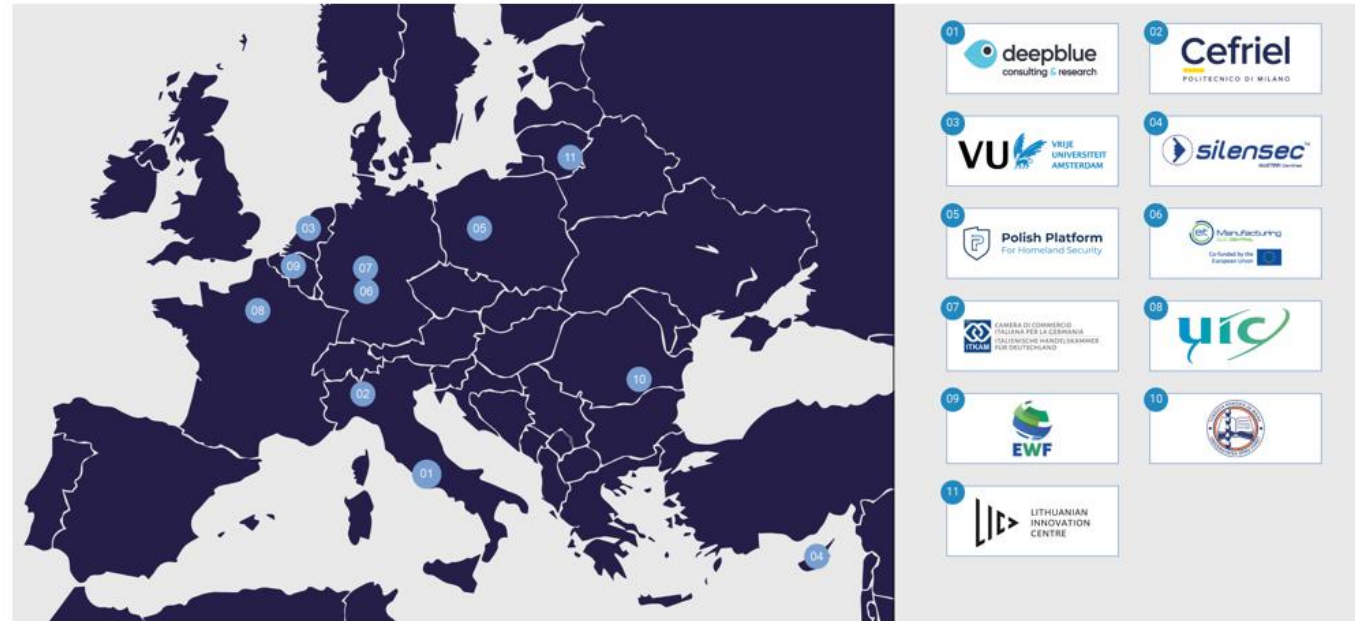 11
03
05
09
07
06
08
10
02
01
04
01
deepblue
consulting & research
02
Cefriel
POLITECNICO DI MILANO
03
VU
VRIJE
UNIVERSITEIT
AMSTERDAM
04
silensec
05
Polish Platform
For Homeland Security
06
et Manufacturing
Co-funded by the
European Union
07
ITKAM
CAMERA DI COMMERCIO
ITALIANA PER LA GERMANIA
ITALIENISCHE HANDELSKAMMER
FÜR DEUTSCHLAND
08
uic
09
EWF
10
11
LIC
LITHUANIAN
INNOVATION
CENTRE